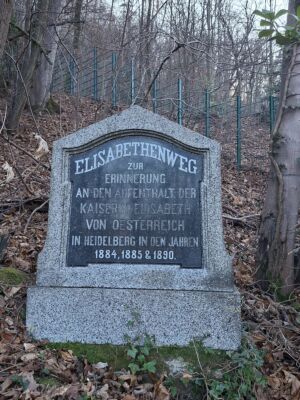 ELISABETHENWEG
ZUR
ERINNERUNG
AN DEN AUFENTHALT DER
KAISERIN ELISABETH
VON OESTERREICH
IN HEIDELBERG IN DEN JAHREN
1884, 1885 & 1890.